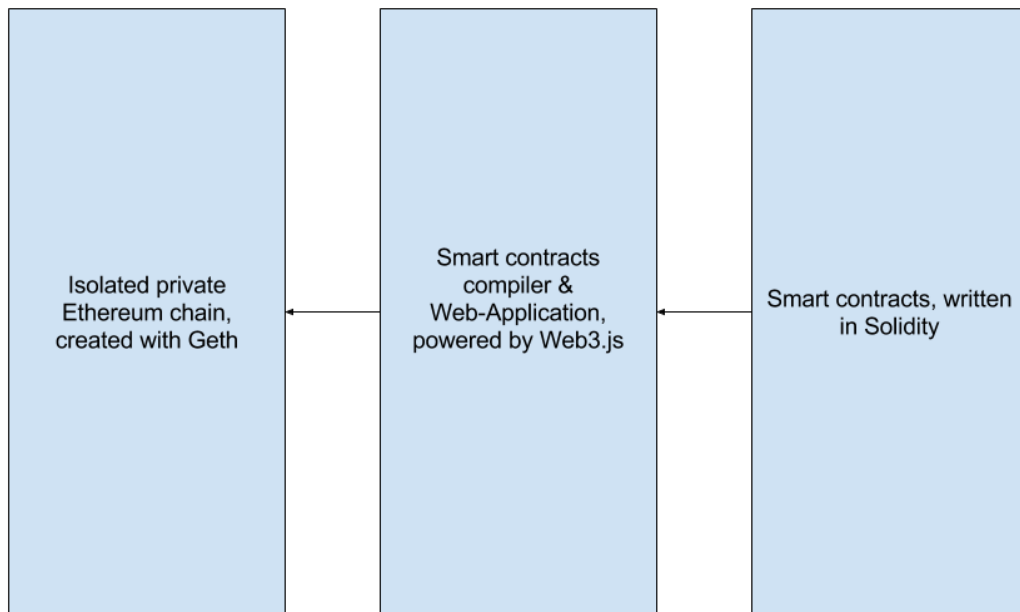 Isolated private
Ethereum chain,
created with Geth
Smart contracts
compiler &
Web-Application,
powered by Web3.js
Smart contracts, written
in Solidity